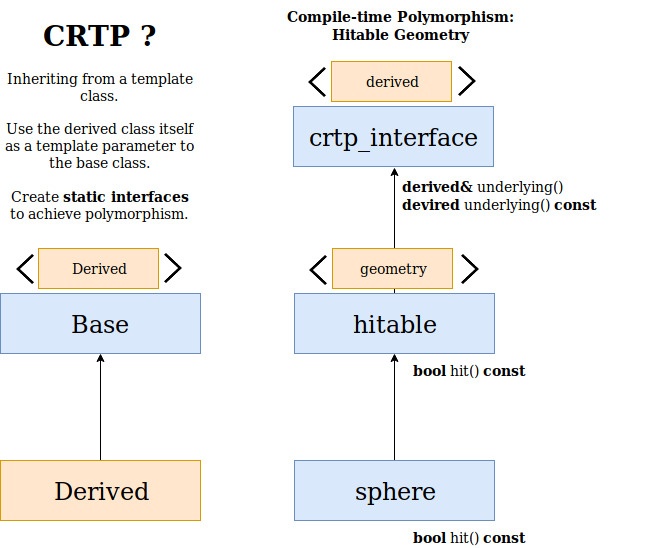 CRTP ?
Inheriting from a template
class.
Use the derived class itself
as a template parameter to
the base class.
Create static interfaces
to achieve polymorphism.
< Derived >
Base
Derived
Compile-time Polymorphism:
Hitable Geometry
< derived >
crtp_interface
derived& underlying()
devired underlying() const
< geometry >
hitable
bool hit() const
sphere
bool hit() const